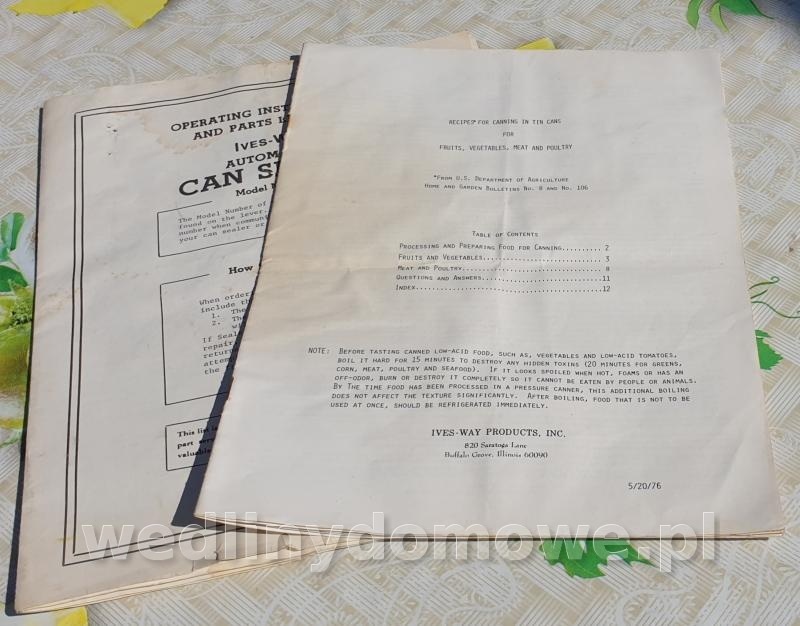 OPERATING INST
AND PARTS
IVES-W
AUTOM
CAN S
Model
The Model Number of
found on the lever.
number when
your can sealer or
How
When order
include th
1. The
2. The
If Seal
repair
retur
attem
the
This list i
part
valuable
RECIPES* FOR CANNING IN TIN CANS
FOR
FRUITS, VEGETABLES, MEAT AND POULTRY
*FROM U.S. DEPARTMENT OF AGRICULTURE
HOME AND GARDEN BULLETINS NO. 8 AND NO. 106
TABLE OF CONTENTS
PROCESSING AND PREPARING FOOD FOR CANNING.......... 2
FRUITS AND VEGETABLES.............................. 3
MEAT AND POULTRY................................... 8
QUESTIONS AND ANSWERS..............................11
INDEX..............................................12
NOTE: BEFORE TASTING CANNED LOW-ACID FOOD, SUCH AS, VEGETABLES AND LOW-ACID TOMATOES,
BOIL IT HARD FOR 15 MINUTES TO DESTROY ANY HIDDEN TOXINS (20 MINUTES FOR GREENS,
CORN, MEAT, POULTRY AND SEAFOOD). IF IT LOOKS SPOILED WHEN HOT, FOAMS OR HAS AN
OFF-ODOR, BURN OR DESTROY IT COMPLETELY SO IT CANNOT BE EATEN BY PEOPLE OR ANIMALS.
BY THE TIME FOOD HAS BEEN PROCESSED IN A PRESSURE CANNER, THIS ADDITIONAL BOILING
DOES NOT AFFECT THE TEXTURE SIGNIFICANTLY. AFTER BOILING, FOOD THAT IS NOT TO BE
USED AT ONCE, SHOULD BE REFRIGERATED IMMEDIATELY.
IVES-WAY PRODUCTS, INC.
820 Saratoga Lane
Buffalo Grove, Illinois 60090
5/20/76
wedlinydomowe.pl